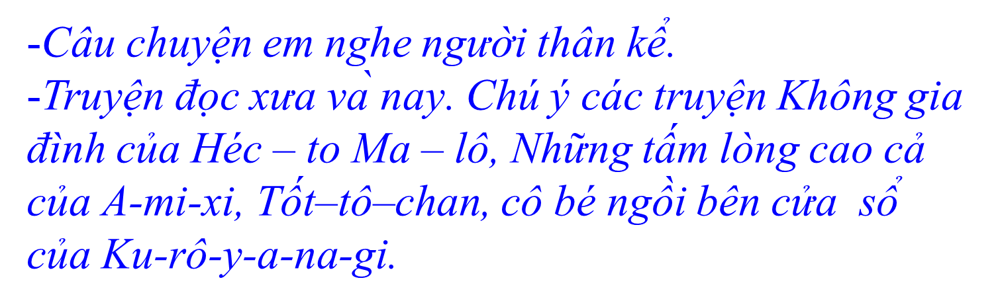 -Câu chuyện em nghe người thân kể.
-Truyện đọc xưa và nay. Chú ý các truyện Không gia
đình của Héc – to Ma – lô, Những tấm lòng cao cả
của A-mi-xi, Tốt–tô–chan, cô bé ngồi bên cửa sổ
của Ku-rô-y-a-na-gi.